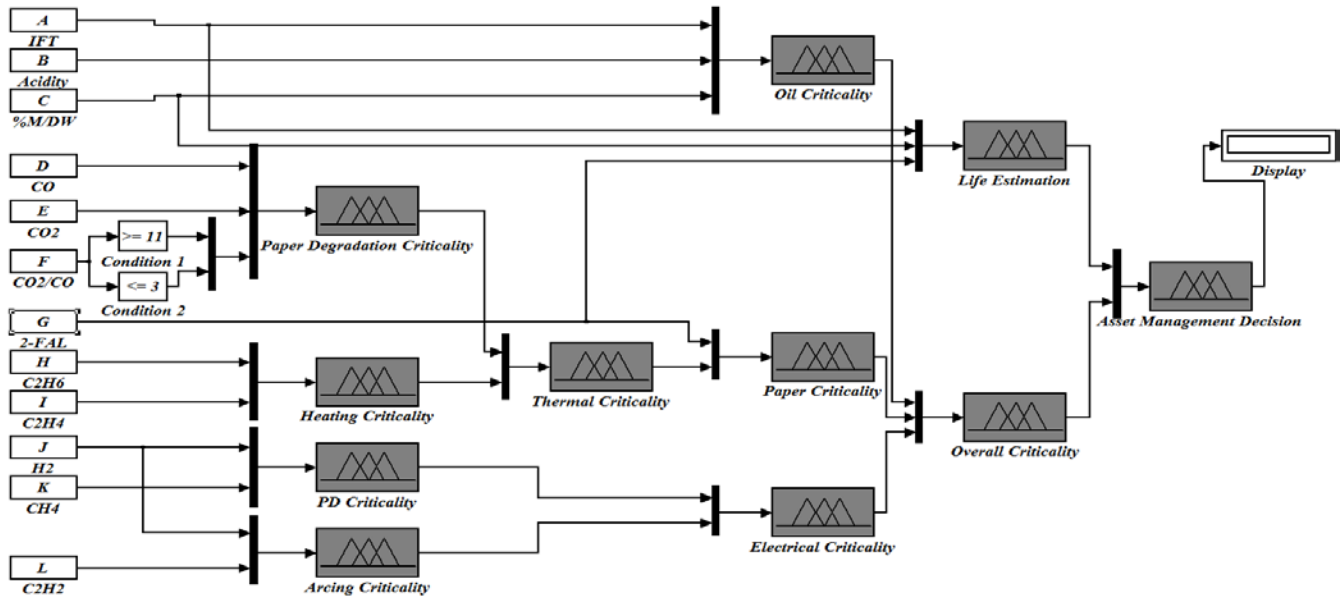 A
IFT
B
Acidity
C
%M/DW
D
CO
E
CO2
F
CO2/CO
>= 11
Condition 1
<= 3
Condition 2
G
2-FAL
H
C2H6
I
C2H4
J
H2
K
CH4
L
C2H2
Paper Degradation Criticality
Heating Criticality
PD Criticality
Arcing Criticality
Thermal Criticality
Oil Criticality
Paper Criticality
Electrical Criticality
Life Estimation
Overall Criticality
Asset Management Decision
Display